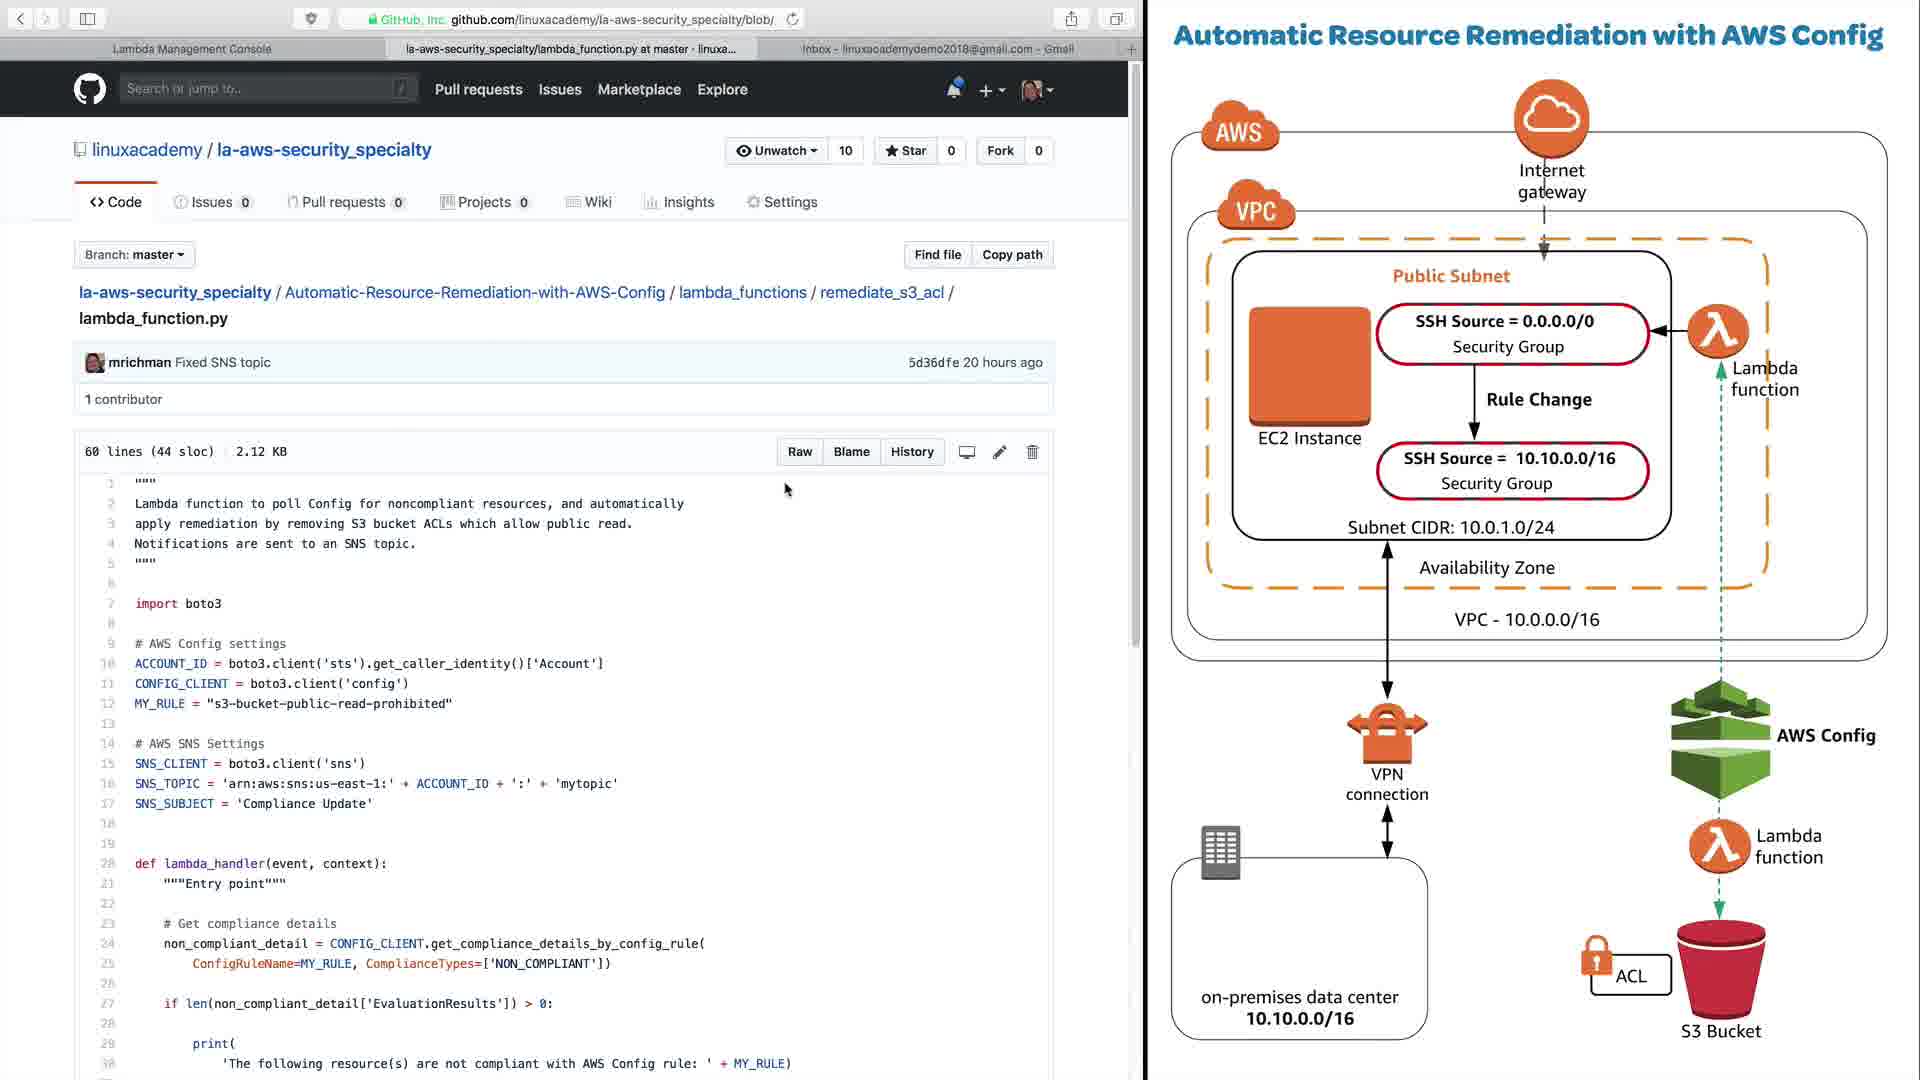 GitHub, Inc. github.com/linuxacademy/la-aws-security_specialty/blob/
Lambda Management Console
la-aws-security_specialty/lambda_function.py at master · linuxa...
Inbox - linuxacademydemo2018@gmail.com - Gmail
Search or jump to...
/
Pull requests
Issues
Marketplace
Explore
linuxacademy / la-aws-security_specialty
Unwatch 10
Star 0
Fork 0
Code
Issues 0
Pull requests 0
Projects 0
Wiki
Insights
Settings
Branch: master
Find file
Copy path
la-aws-security_specialty / Automatic-Resource-Remediation-with-AWS-Config / lambda_functions / remediate_s3_acl /
lambda_function.py
mrichman Fixed SNS topic
5d36dfe 20 hours ago
1 contributor
60 lines (44 sloc) 2.12 KB
Raw
Blame
History
1 """
2 Lambda function to poll Config for noncompliant resources, and automatically
3 apply remediation by removing S3 bucket ACLs which allow public read.
4 Notifications are sent to an SNS topic.
5 """
6
7 import boto3
8
9 # AWS Config settings
10 ACCOUNT_ID = boto3.client('sts').get_caller_identity()['Account']
11 CONFIG_CLIENT = boto3.client('config')
12 MY_RULE = "s3-bucket-public-read-prohibited"
13
14 # AWS SNS Settings
15 SNS_CLIENT = boto3.client('sns')
16 SNS_TOPIC = 'arn:aws:sns:us-east-1:' + ACCOUNT_ID + ':' + 'mytopic'
17 SNS_SUBJECT = 'Compliance Update'
18
19
20 def lambda_handler(event, context):
21 """Entry point"""
22
23 # Get compliance details
24 non_compliant_detail = CONFIG_CLIENT.get_compliance_details_by_config_rule(
25 ConfigRuleName=MY_RULE, ComplianceTypes=['NON_COMPLIANT'])
26
27 if len(non_compliant_detail['EvaluationResults']) > 0:
28
29 print(
30 'The following resource(s) are not compliant with AWS Config rule: ' + MY_RULE)
Automatic Resource Remediation with AWS Config
AWS
Internet
gateway
VPC
Public Subnet
SSH Source = 0.0.0.0/0
Security Group
Lambda
function
Rule Change
EC2 Instance
SSH Source = 10.10.0.0/16
Security Group
Subnet CIDR: 10.0.1.0/24
Availability Zone
VPC - 10.0.0.0/16
AWS Config
VPN
connection
Lambda
function
ACL
on-premises data center
10.10.0.0/16
S3 Bucket